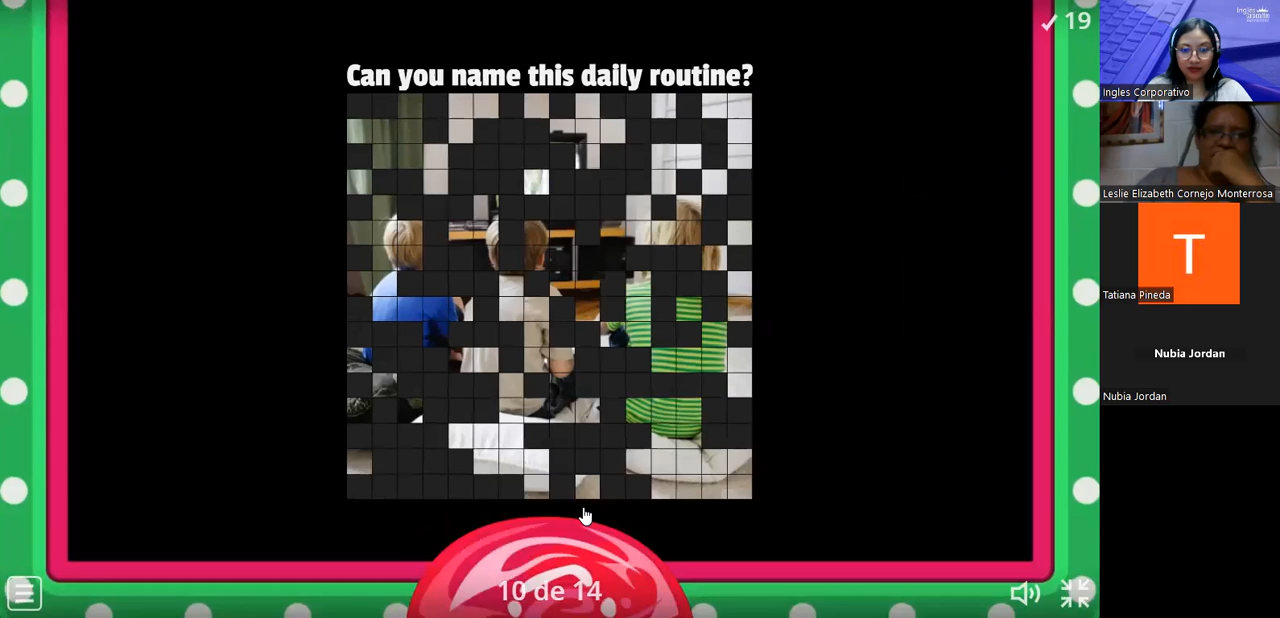 19
Can you name this daily routine?
10 de 14
Ingles Corporativo
Leslie Elizabeth Cornejo Monterrosa
T
Tatiana Pineda
Nubia Jordan
Nubia Jordan